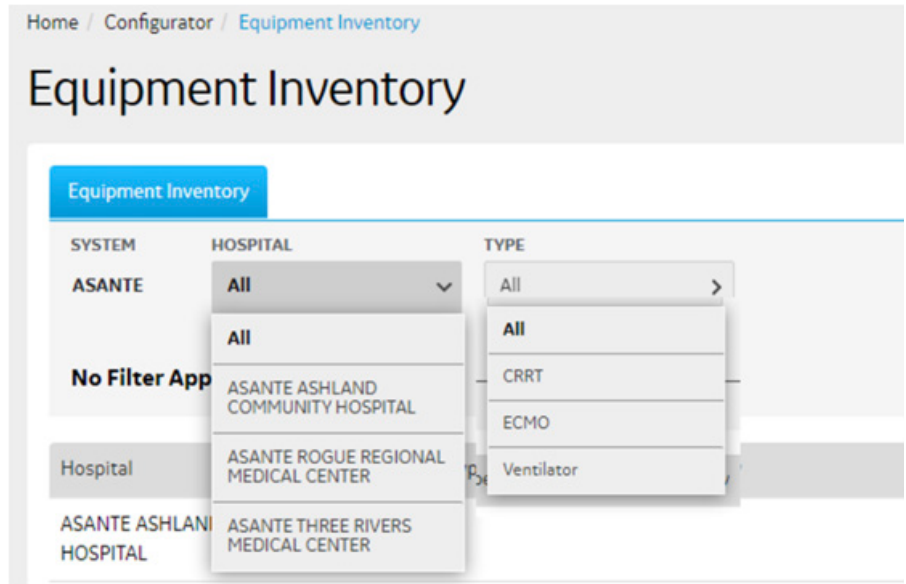 Home / Configurator / Equipment Inventory
Equipment Inventory
Equipment Inventory
SYSTEM HOSPITAL TYPE
ASANTE All All
All All
No Filter App
ASANTE ASHLAND
COMMUNITY HOSPITAL
CRRT
ECMO
Hospital
ASANTE ROGUE REGIONAL
MEDICAL CENTER
Ventilator
ASANTE ASHLAN
HOSPITAL
ASANTE THREE RIVERS
MEDICAL CENTER